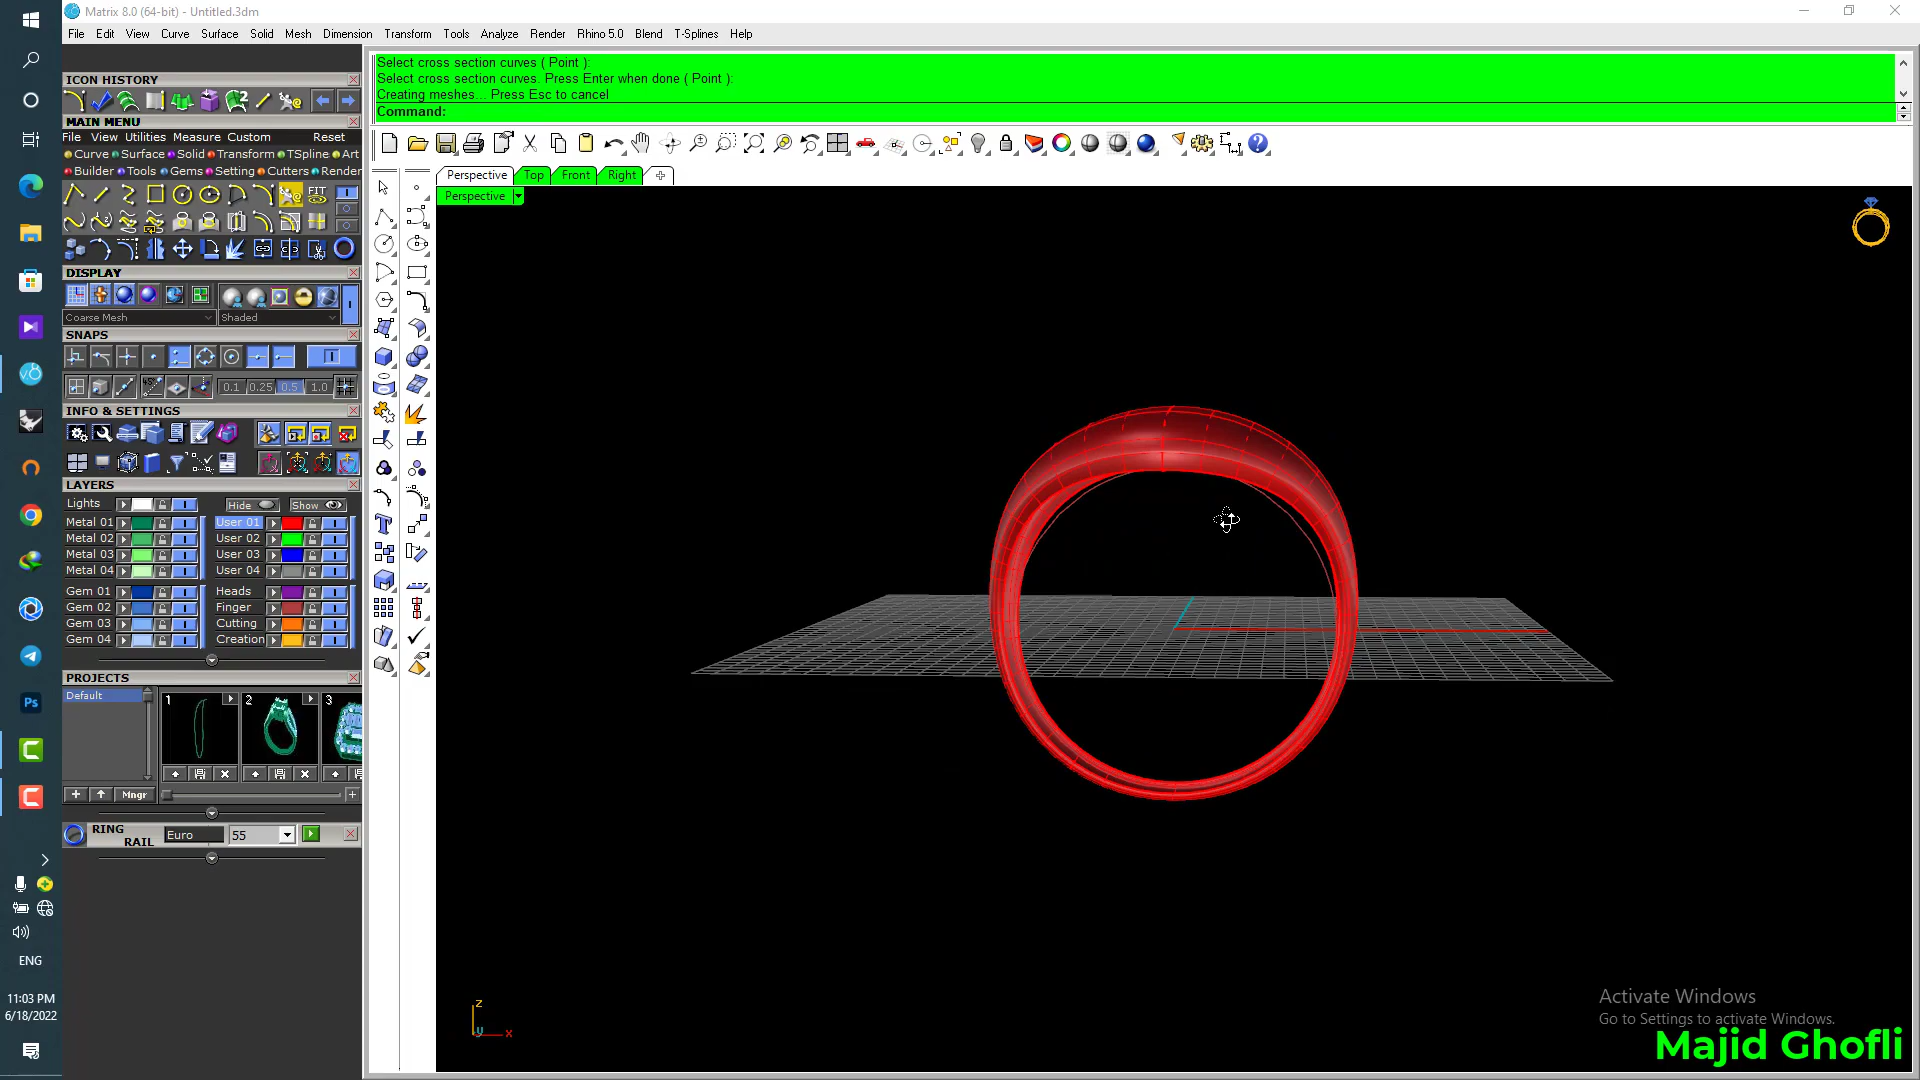 Matrix 8.0 (64-bit) - Untitled.3dm
File Edit View Curve Surface Solid Mesh Dimension Transform Tools Analyze Render Rhino 5.0 Blend T-Splines Help
Select cross section curves ( Point ):
Select cross section curves. Press Enter when done ( Point ):
Creating meshes... Press Esc to cancel
Command:
ICON HISTORY
MAIN MENU
File View Utilities Measure Custom Reset
Curve Surface Solid Transform TSpline Art
Builder Tools Gems Setting Cutters Render
FIT
DISPLAY
Coarse Mesh Shaded
SNAPS
45°
0.1 0.25 0.5 1.0
INFO & SETTINGS
LAYERS
Lights Hide Show
Metal 01 User 01
Metal 02 User 02
Metal 03 User 03
Metal 04 User 04
Gem 01 Heads
Gem 02 Finger
Gem 03 Cutting
Gem 04 Creation
PROJECTS
Default 1 2 3
Mngr
RING RAIL Euro 55
Perspective Top Front Right
Perspective
z
y x
ENG
11:03 PM
6/18/2022
Ps
Activate Windows
Go to Settings to activate Windows.
Majid Ghofli